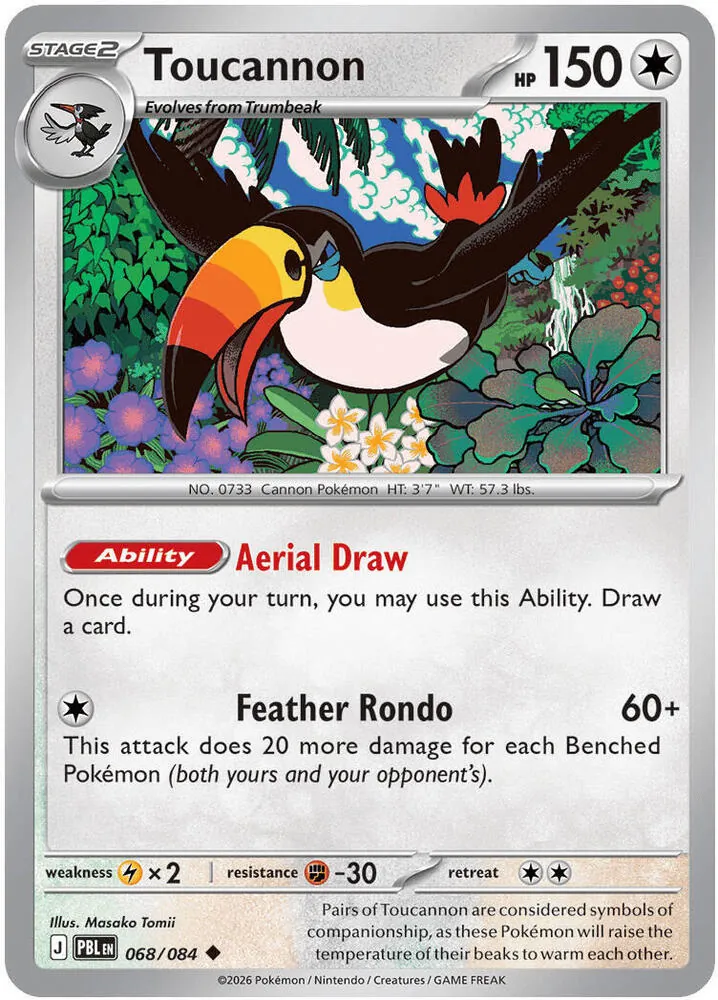 STAGE2
Toucannon
HP 150
Evolves from Trumbeak
NO. 0733 Cannon Pokémon HT: 3'7" WT: 57.3 lbs.
Ability Aerial Draw
Once during your turn, you may use this Ability. Draw
a card.
Feather Rondo 60+
This attack does 20 more damage for each Benched
Pokémon (both yours and your opponent's).
weakness ×2 resistance -30 retreat
Illus. Masako Tomii
J PBL EN 068/084
Pairs of Toucannon are considered symbols of
companionship, as these Pokémon will raise the
temperature of their beaks to warm each other.
©2026 Pokémon / Nintendo / Creatures / GAME FREAK